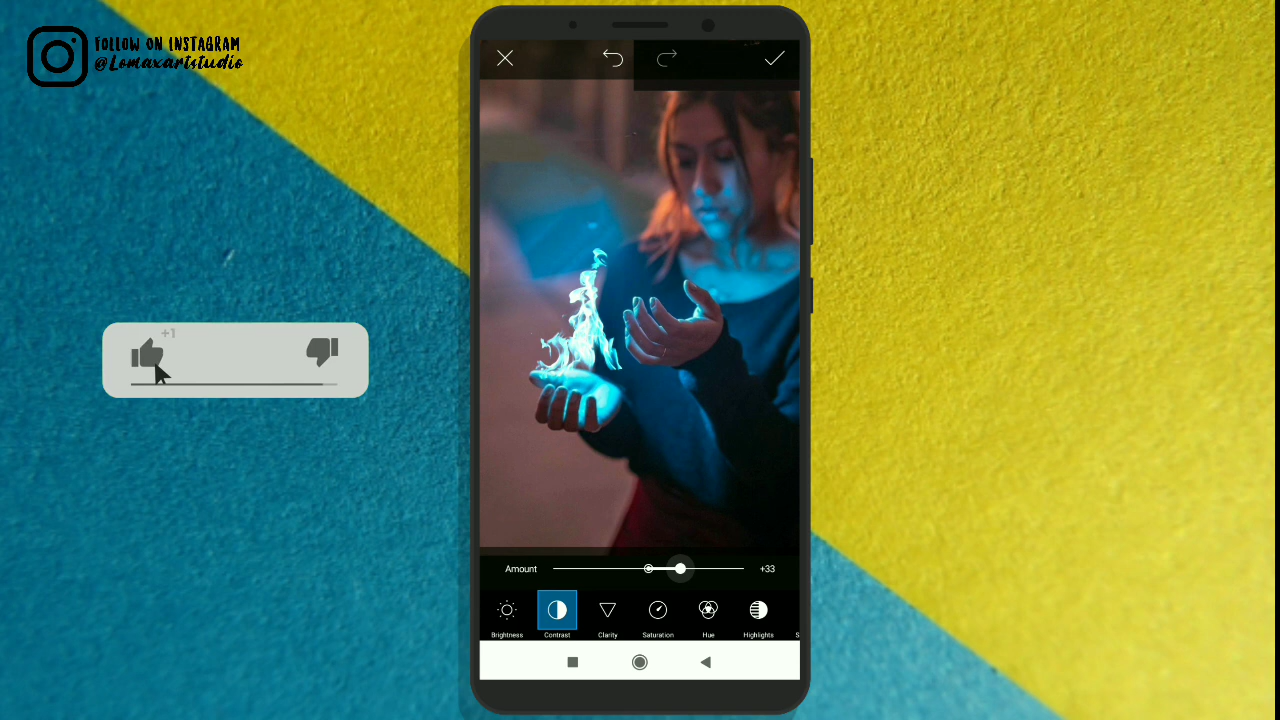 FOLLOW ON INSTAGRAM
@Lomaxartstudio
+1
Amount +33
Brightness Contrast Clarity Saturation Hue Highlights S